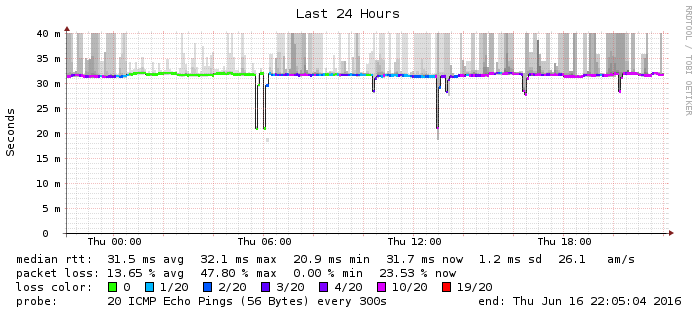 Last 24 Hours
RRDTOOL / TOBI OETIKER
Seconds
40 m
35 m
30 m
25 m
20 m
15 m
10 m
5 m
0
Thu 00:00 Thu 06:00 Thu 12:00 Thu 18:00
median rtt: 31.5 ms avg 32.1 ms max 20.9 ms min 31.7 ms now 1.2 ms sd 26.1 am/s
packet loss: 13.65 % avg 47.80 % max 0.00 % min 23.53 % now
loss color: 0 1/20 2/20 3/20 4/20 10/20 19/20
probe: 20 ICMP Echo Pings (56 Bytes) every 300s end: Thu Jun 16 22:05:04 2016